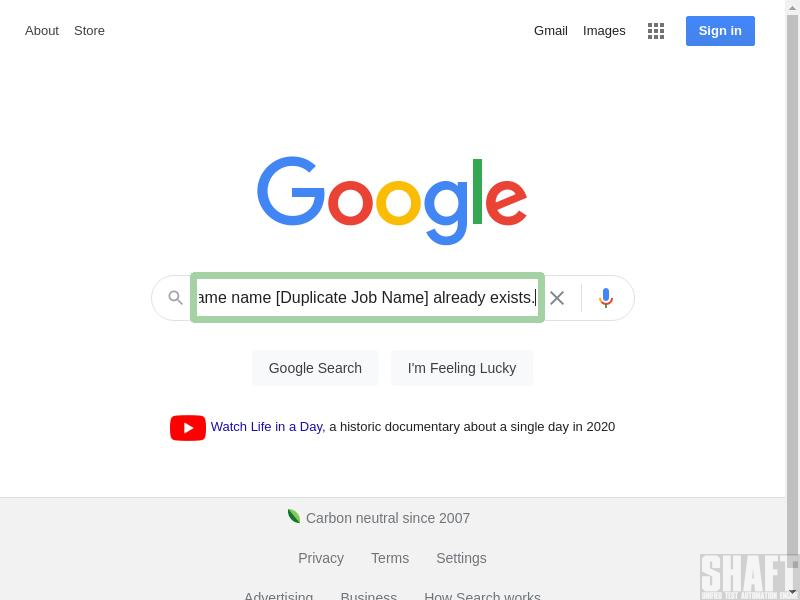 About Store Gmail Images Sign in
Google
ame name [Duplicate Job Name] already exists.
Google Search I'm Feeling Lucky
Watch Life in a Day, a historic documentary about a single day in 2020
Carbon neutral since 2007
Privacy Terms Settings
Advertising Business How Search works
SHAFT